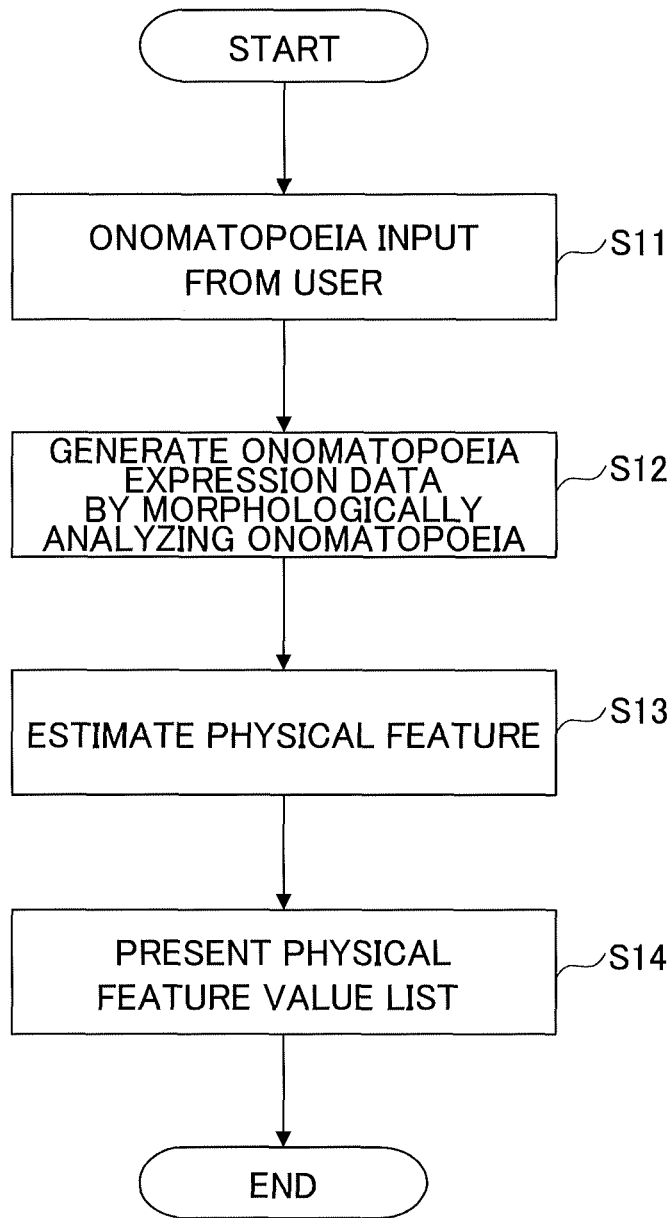 START
ONOMATOPOEIA INPUT
FROM USER
S11
GENERATE ONOMATOPOEIA
EXPRESSION DATA
BY MORPHOLOGICALLY
ANALYZING ONOMATOPOEIA
S12
ESTIMATE PHYSICAL FEATURE
S13
PRESENT PHYSICAL
FEATURE VALUE LIST
S14
END